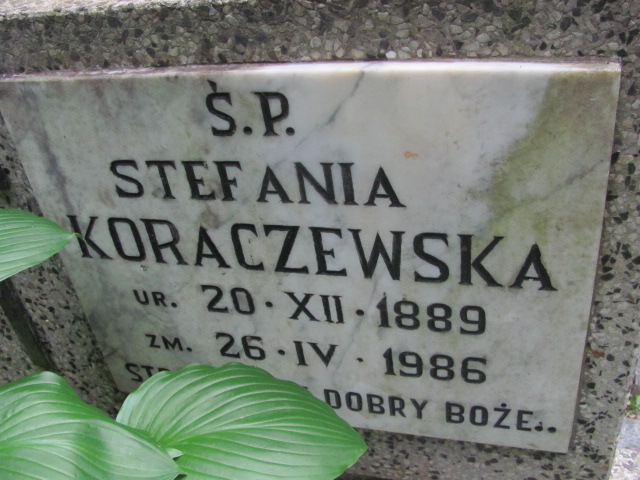 Ś.P.
STEFANIA
KORACZEWSKA
UR. 20 · XII · 1889
ZM. 26 · IV · 1986
DOBRY BOŻE...